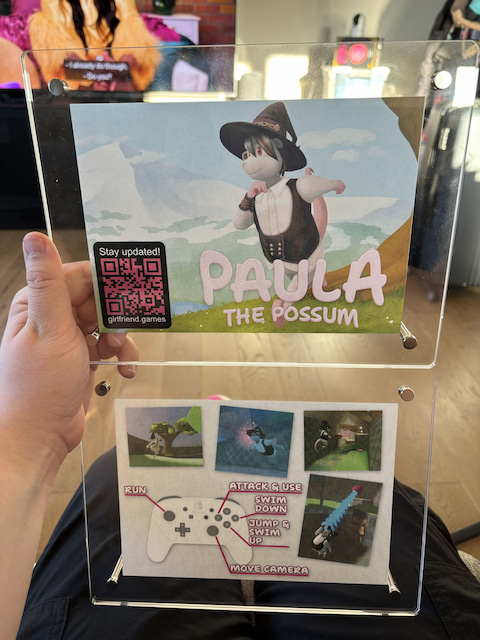 - I already do though.
- Do you?
Stay updated!
girlfriend.games
PAULA
THE POSSUM
RUN
ATTACK & USE
SWIM
DOWN
JUMP &
SWIM
UP
MOVE CAMERA